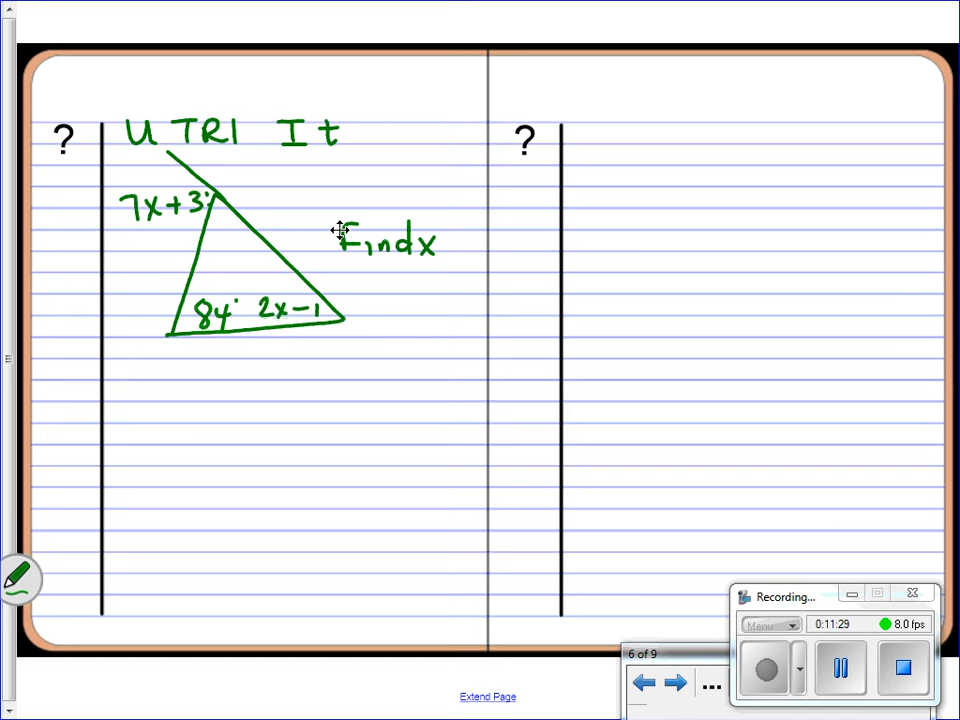 ? U TRI It ?
7x+3°
Find x
84° 2x-1
Recording...
Menu 0:11:29 8.0 fps
6 of 9
...
Extend Page